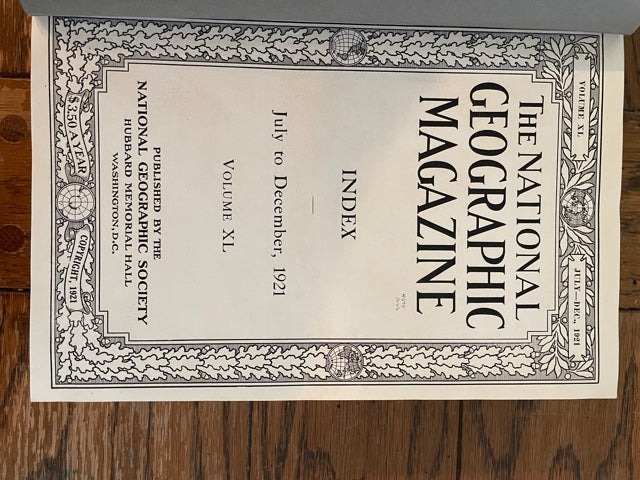 VOLUME XL
JULY—DEC., 1921
THE NATIONAL
GEOGRAPHIC
MAGAZINE
INDEX
July to December, 1921
VOLUME XL
PUBLISHED BY THE
NATIONAL GEOGRAPHIC SOCIETY
HUBBARD MEMORIAL HALL
WASHINGTON, D.C.
$3.50 A YEAR
COPYRIGHT, 1921